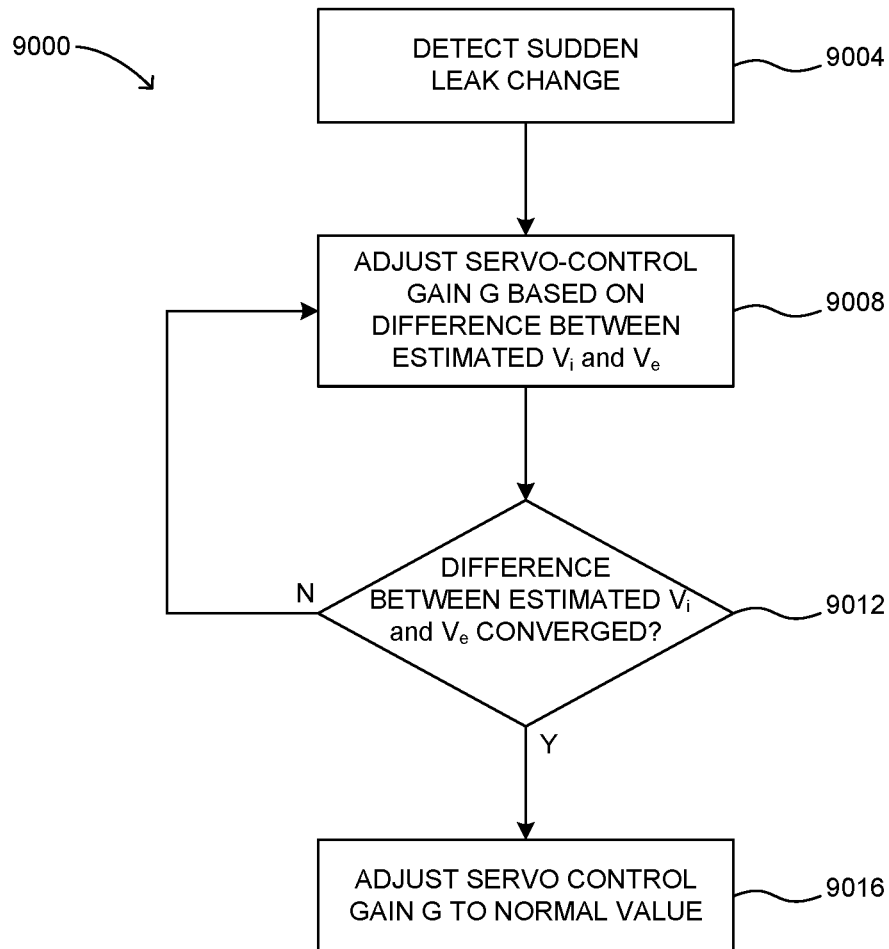 9000
DETECT SUDDEN
LEAK CHANGE
9004
ADJUST SERVO-CONTROL
GAIN G BASED ON
DIFFERENCE BETWEEN
ESTIMATED Vᵢ and Vₑ
9008
DIFFERENCE
BETWEEN ESTIMATED Vᵢ
and Vₑ CONVERGED?
9012
N
Y
ADJUST SERVO CONTROL
GAIN G TO NORMAL VALUE
9016